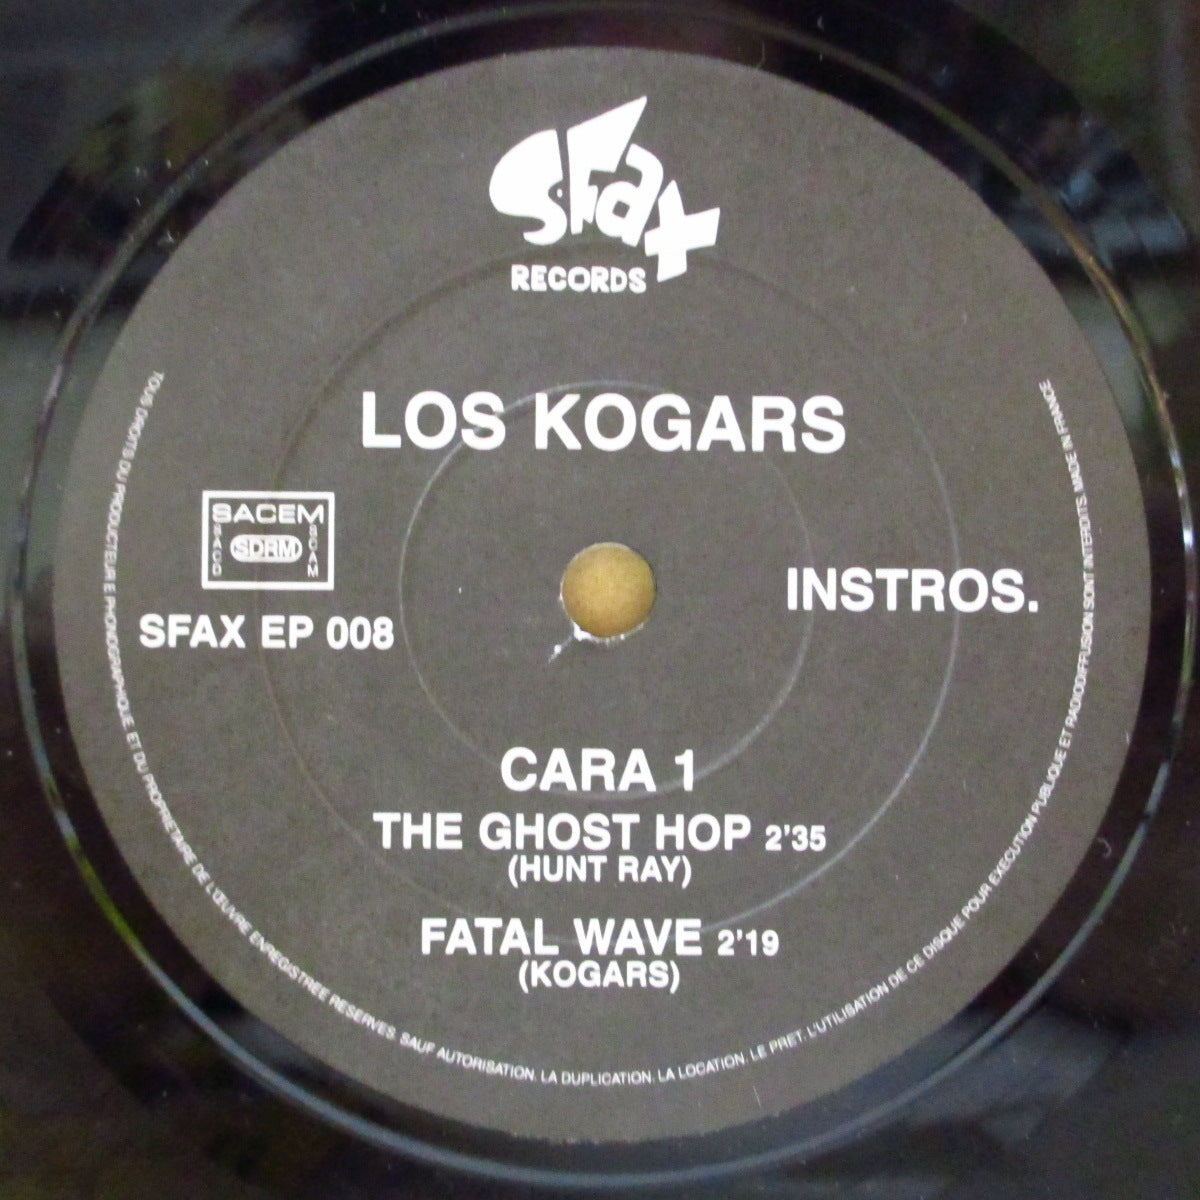 SFax
RECORDS
LOS KOGARS
SACEM
SACD
SDRM
SCAM
SFAX EP 008
INSTROS.
CARA 1
THE GHOST HOP 2'35
(HUNT RAY)
FATAL WAVE 2'19
(KOGARS)
TOUS DROITS DU PRODUCTEUR PHONOGRAPHIQUE ET DU PROPRIETAIRE DE L'ŒUVRE ENREGISTREE RESERVES. SAUF AUTORISATION. LA DUPLICATION. LA LOCATION. LE PRET. L'UTILISATION DE CE DISQUE POUR EXECUTION PUBLIQUE ET RADIODIFFUSION SONT INTERDITS. MADE IN FRANCE